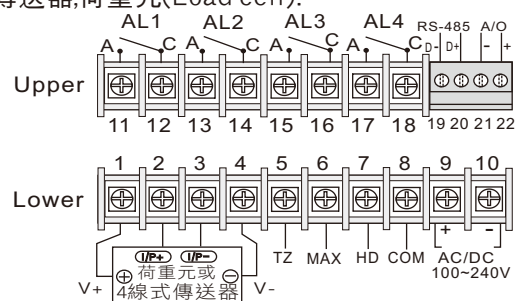 傳送器,荷重元(Load cell):
AL1 AL2 AL3 AL4 RS-485 A/O
A C A C A C A C D- D+ - +
Upper
11 12 13 14 15 16 17 18 19 20 21 22
1 2 3 4 5 6 7 8 9 10
Lower
+ -
I/P+ I/P- TZ MAX HD COM AC/DC
荷重元或 100~240V
V+ 4線式傳送器 V-